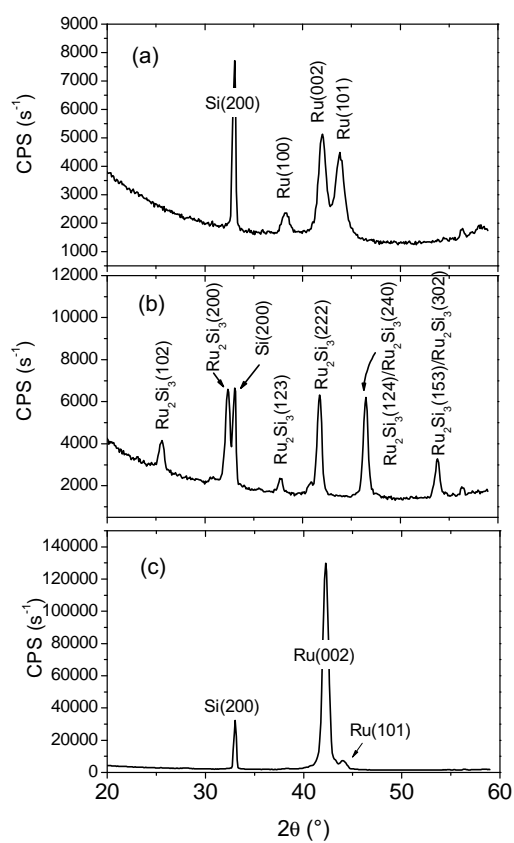 9000
8000
7000
6000
5000
4000
3000
2000
1000
CPS (s⁻¹)
(a)
Si(200)
Ru(100)
Ru(002)
Ru(101)
12000
10000
8000
6000
4000
2000
CPS (s⁻¹)
(b)
Ru₂Si₃(102)
Ru₂Si₃(200)
Si(200)
Ru₂Si₃(123)
Ru₂Si₃(222)
Ru₂Si₃(124)/Ru₂Si₃(240)
Ru₂Si₃(153)/Ru₂Si₃(302)
140000
120000
100000
80000
60000
40000
20000
0
CPS (s⁻¹)
(c)
Si(200)
Ru(002)
Ru(101)
20 30 40 50 60
2θ (°)